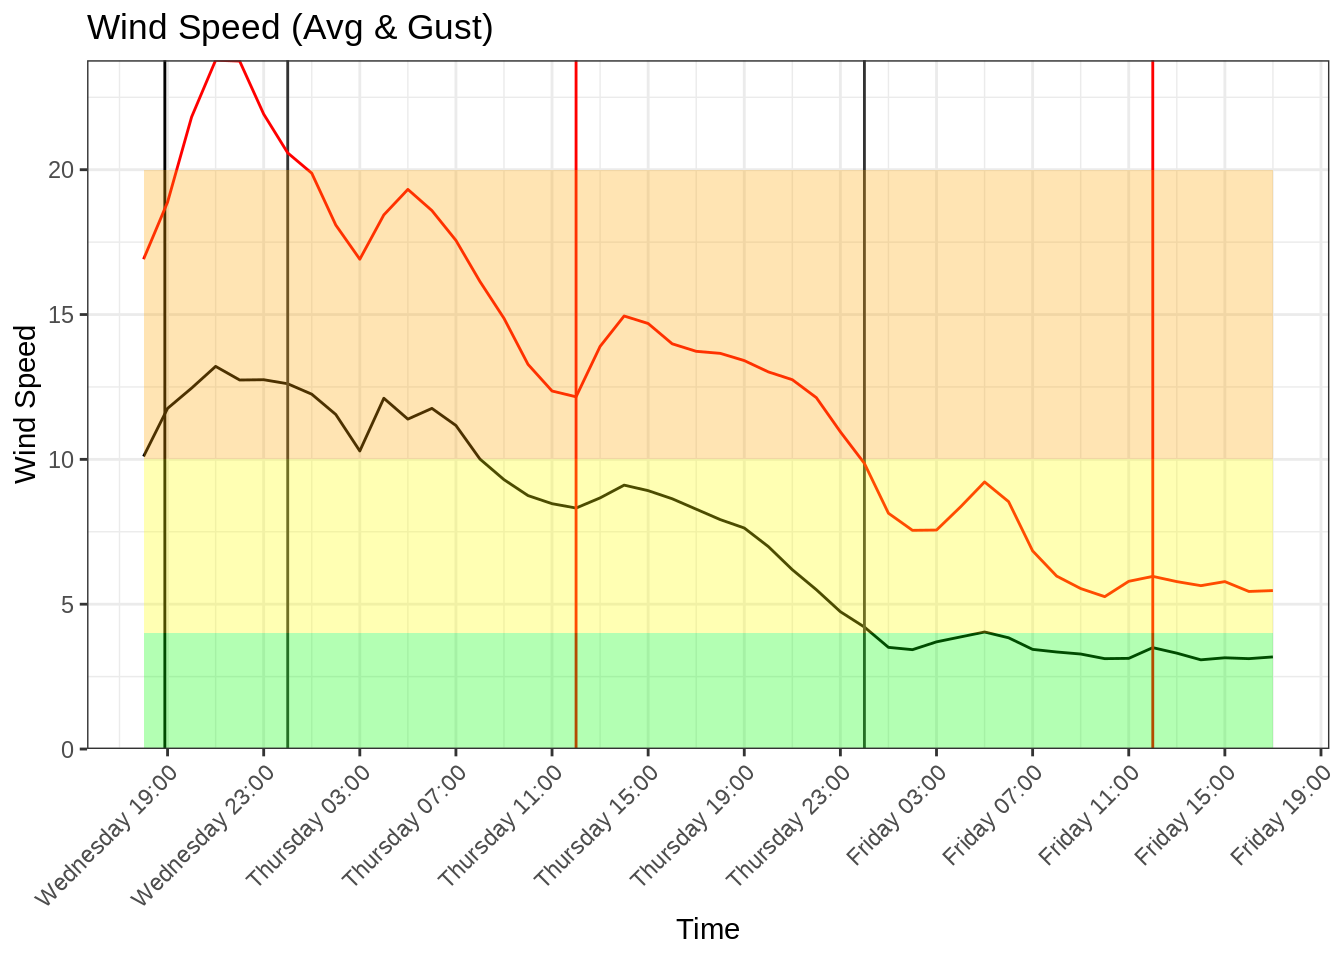 Wind Speed (Avg & Gust)
Wind Speed
20
15
10
5
0
Wednesday 19:00
Wednesday 23:00
Thursday 03:00
Thursday 07:00
Thursday 11:00
Thursday 15:00
Thursday 19:00
Thursday 23:00
Friday 03:00
Friday 07:00
Friday 11:00
Friday 15:00
Friday 19:00
Time